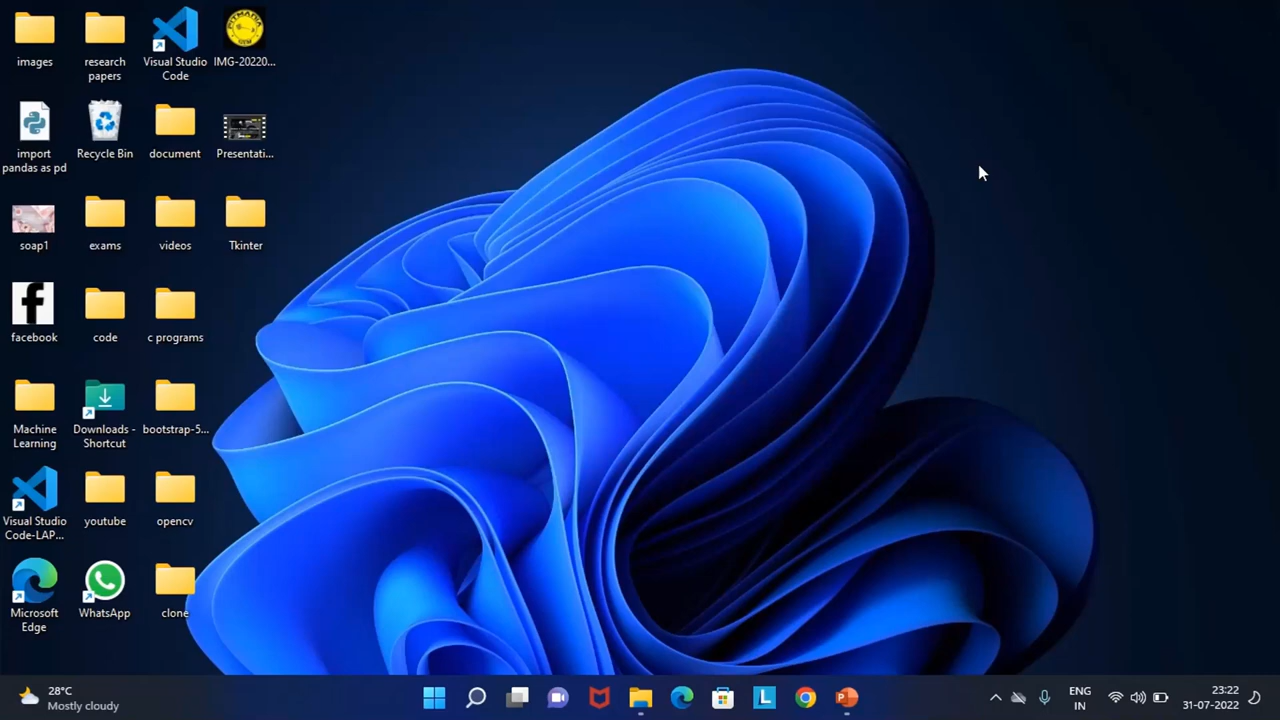 images
research
papers
Visual Studio
Code
IMG-20220...
import
pandas as pd
Recycle Bin
document
Presentati...
soap1
exams
videos
Tkinter
facebook
code
c programs
Machine
Learning
Downloads -
Shortcut
bootstrap-5...
Visual Studio
Code-LAP...
youtube
opencv
Microsoft
Edge
WhatsApp
clone
28°C
Mostly cloudy
L
P
ENG
IN
23:22
31-07-2022